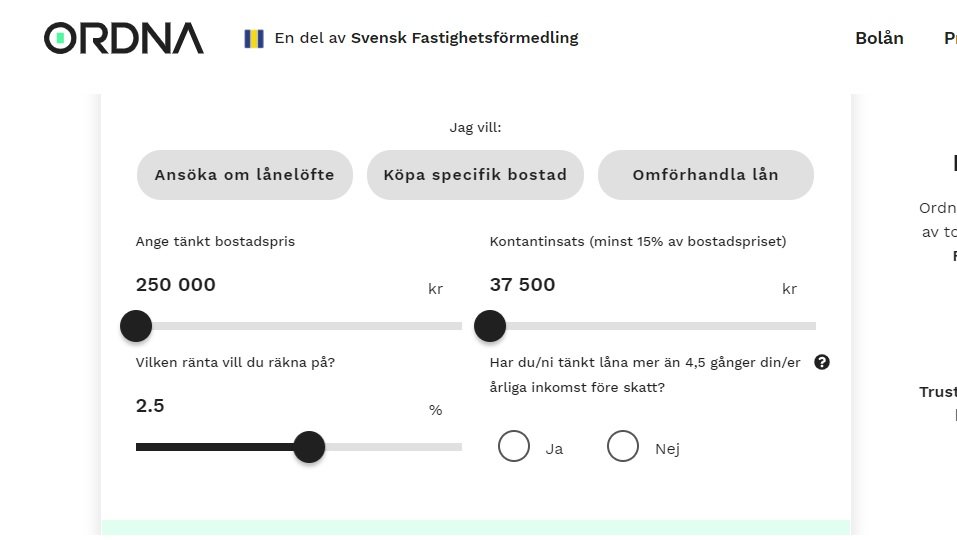 ORDNA
En del av Svensk Fastighetsförmedling
Bolån
Jag vill:
Ansöka om lånelöfte
Köpa specifik bostad
Omförhandla lån
Ange tänkt bostadspris
Kontantinsats (minst 15% av bostadspriset)
250 000 kr
37 500 kr
Vilken ränta vill du räkna på?
Har du/ni tänkt låna mer än 4,5 gånger din/er
årliga inkomst före skatt?
2.5 %
Ja
Nej
Ordn
av to
Trust